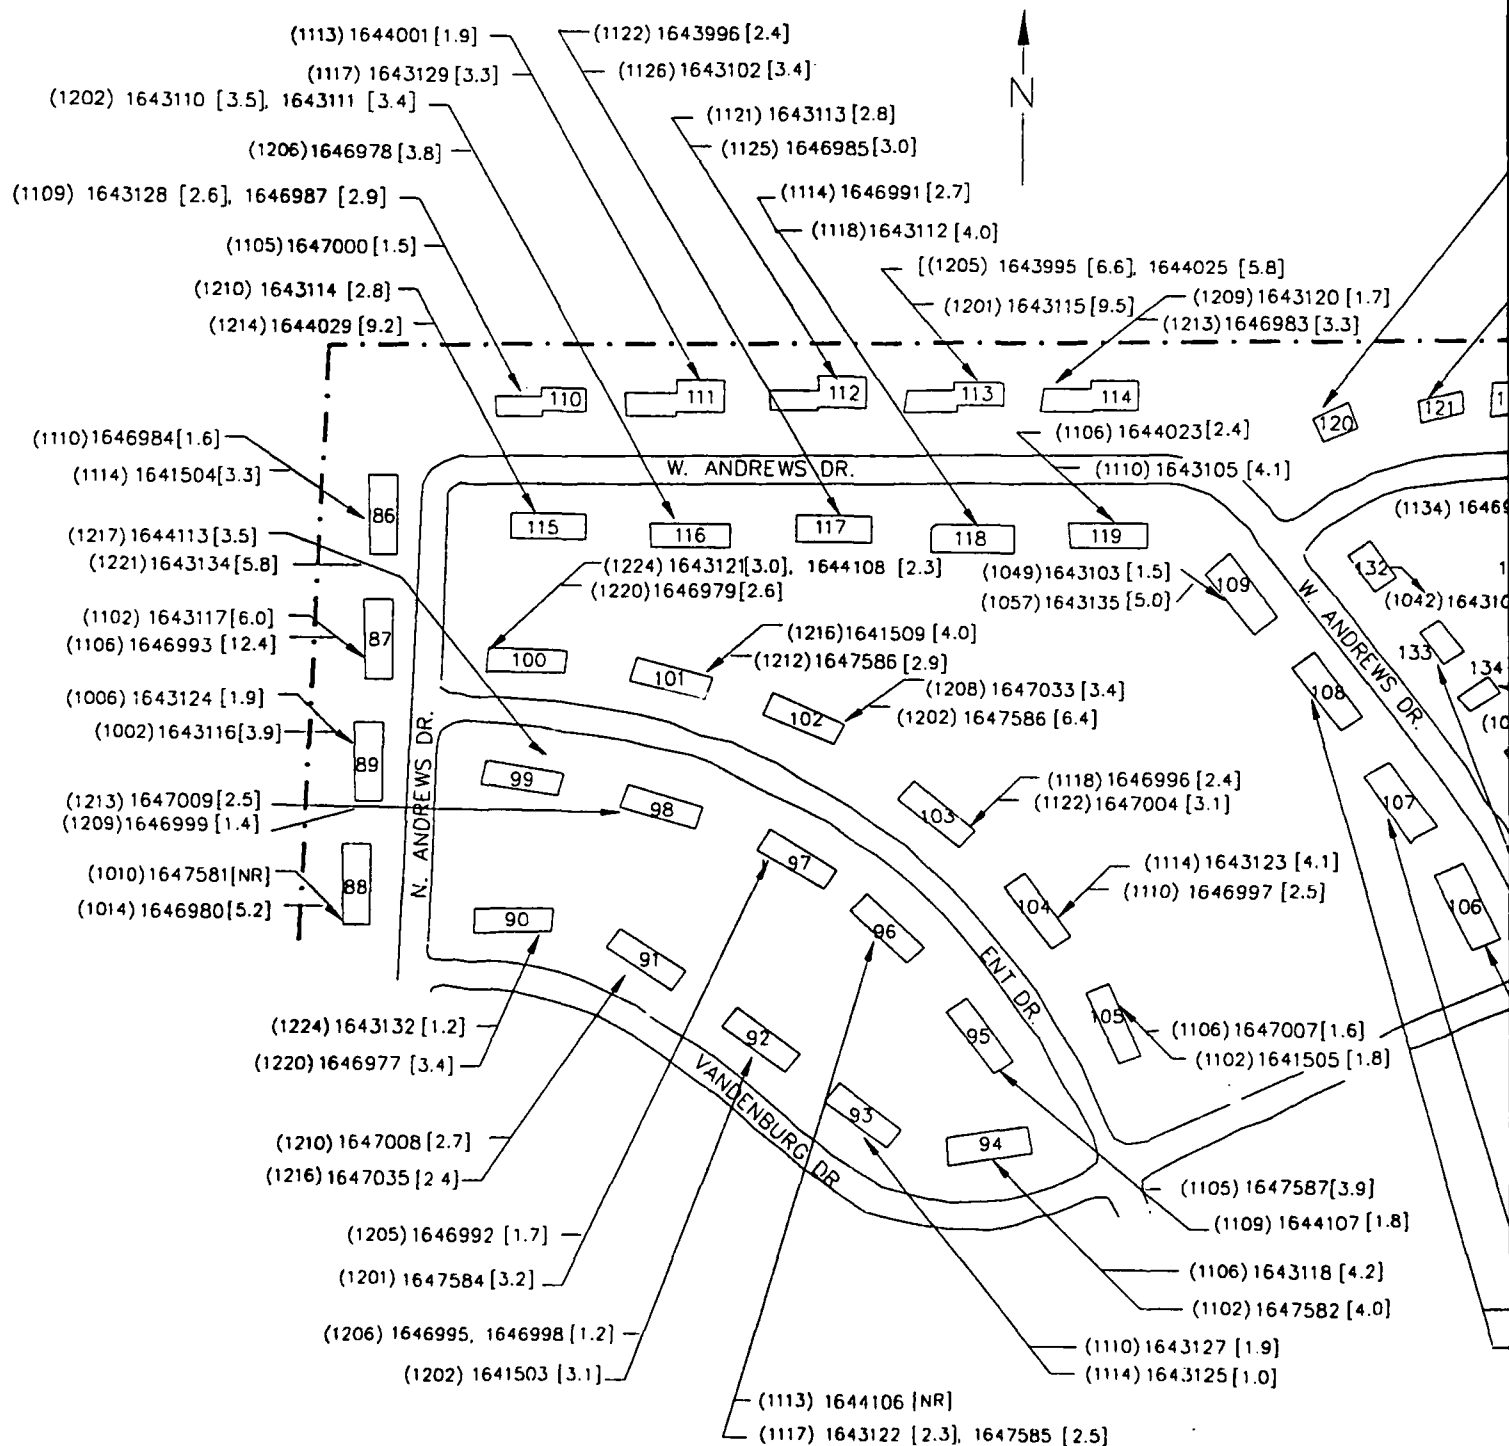 (1113) 1644001 [1.9]
(1122) 1643996 [2.4]
(1117) 1643129 [3.3]
(1126) 1643102 [3.4]
N
(1202) 1643110 [3.5], 1643111 [3.4]
(1121) 1643113 [2.8]
(1206) 1646978 [3.8]
(1125) 1646985 [3.0]
(1109) 1643128 [2.6], 1646987 [2.9]
(1114) 1646991 [2.7]
(1105) 1647000 [1.5]
(1118) 1643112 [4.0]
[(1205) 1643995 [6.6], 1644025 [5.8]
(1210) 1643114 [2.8]
(1201) 1643115 [9.5]
(1209) 1643120 [1.7]
(1214) 1644029 [9.2]
(1213) 1646983 [3.3]
110
111
112
113
114
120
121
(1110) 1646984 [1.6]
(1106) 1644023 [2.4]
(1114) 1641504 [3.3]
W. ANDREWS DR.
(1110) 1643105 [4.1]
86
115
116
117
118
119
(1217) 1644113 [3.5]
(1221) 1643134 [5.8]
(1224) 1643121 [3.0], 1644108 [2.3]
(1220) 1646979 [2.6]
(1049) 1643103 [1.5]
(1057) 1643135 [5.0]
109
132
W. ANDREWS DR.
(1102) 1643117 [6.0]
(1106) 1646993 [12.4]
87
100
101
(1216) 1641509 [4.0]
(1212) 1647586 [2.9]
133
134
(1006) 1643124 [1.9]
(1002) 1643116 [3.9]
102
(1208) 1647033 [3.4]
(1202) 1647586 [6.4]
108
89
N. ANDREWS DR.
99
98
(1213) 1647009 [2.5]
(1209) 1646999 [1.4]
103
(1118) 1646996 [2.4]
(1122) 1647004 [3.1]
107
(1010) 1647581 [NR]
(1014) 1646980 [5.2]
88
97
(1114) 1643123 [4.1]
(1110) 1646997 [2.5]
104
106
90
91
96
ENT DR.
(1224) 1643132 [1.2]
(1220) 1646977 [3.4]
92
95
105
(1106) 1647007 [1.6]
(1102) 1641505 [1.8]
VANDENBURG DR
93
94
(1210) 1647008 [2.7]
(1216) 1647035 [2 4]
(1105) 1647587 [3.9]
(1109) 1644107 [1.8]
(1205) 1646992 [1.7]
(1201) 1647584 [3.2]
(1106) 1643118 [4.2]
(1102) 1647582 [4.0]
(1206) 1646995, 1646998 [1.2]
(1202) 1641503 [3.1]
(1110) 1643127 [1.9]
(1114) 1643125 [1.0]
(1113) 1644106 [NR]
(1117) 1643122 [2.3], 1647585 [2.5]